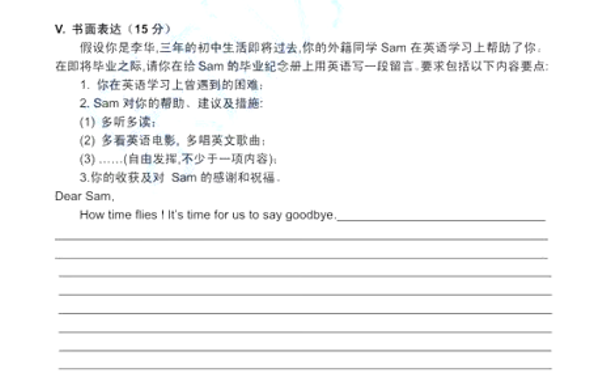 V. 书面表达（15 分）
假设你是李华,三年的初中生活即将过去,你的外籍同学 Sam 在英语学习上帮助了你。
在即将毕业之际,请你在给 Sam 的毕业纪念册上用英语写一段留言。要求包括以下内容要点:
1. 你在英语学习上曾遇到的困难；
2. Sam 对你的帮助、建议及措施:
(1) 多听多读；
(2) 多看英语电影, 多唱英文歌曲；
(3) ……(自由发挥,不少于一项内容)；
3.你的收获及对 Sam 的感谢和祝福。
Dear Sam,
How time flies ! It's time for us to say goodbye.